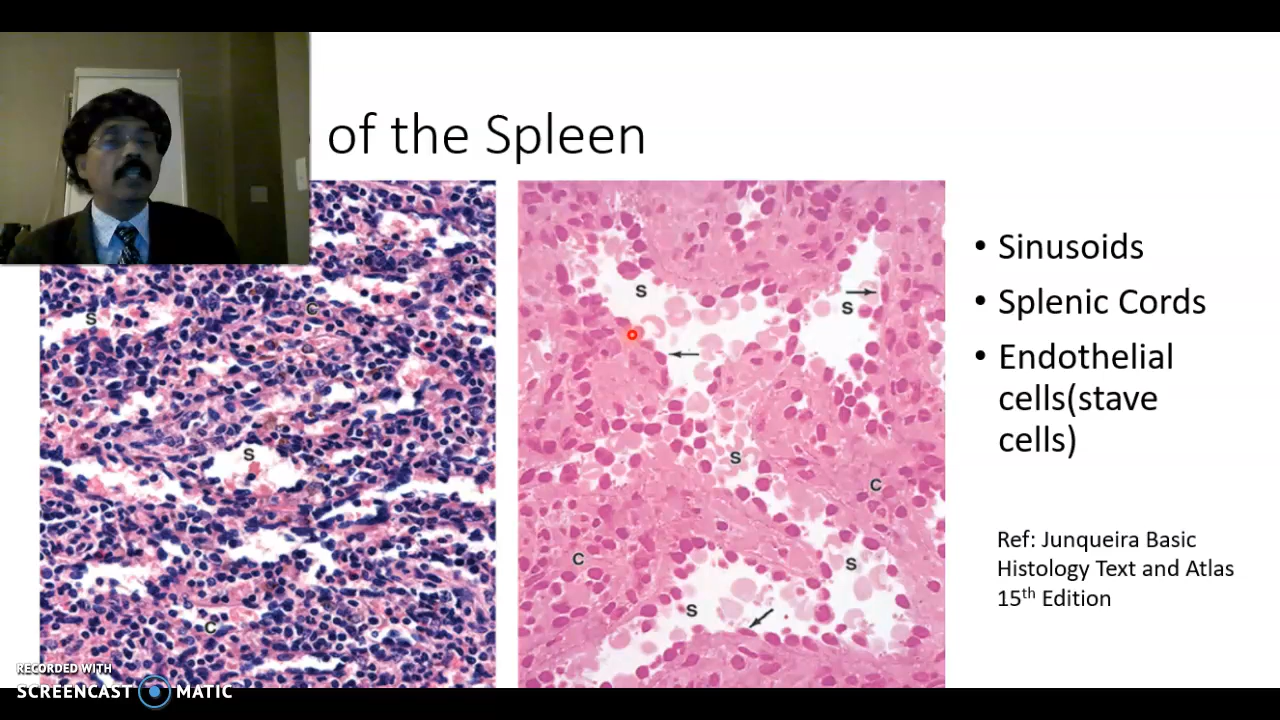 of the Spleen
S
C
S
C
S
S
S
C
C
S
S
• Sinusoids
• Splenic Cords
• Endothelial
cells(stave
cells)
Ref: Junqueira Basic
Histology Text and Atlas
15th Edition
RECORDED WITH
SCREENCAST MATIC